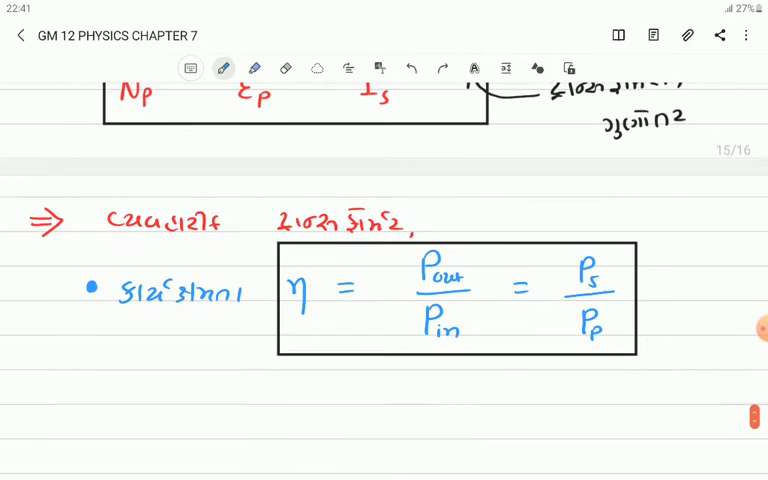 22:41 27%
GM 12 PHYSICS CHAPTER 7
Np εp Is
ગુણોત્તર
15/16
⇒ વ્યવહારીક ટ્રાન્સફોર્મર,
• કાર્યક્ષમતા η = Pout/Pin = Ps/Pp